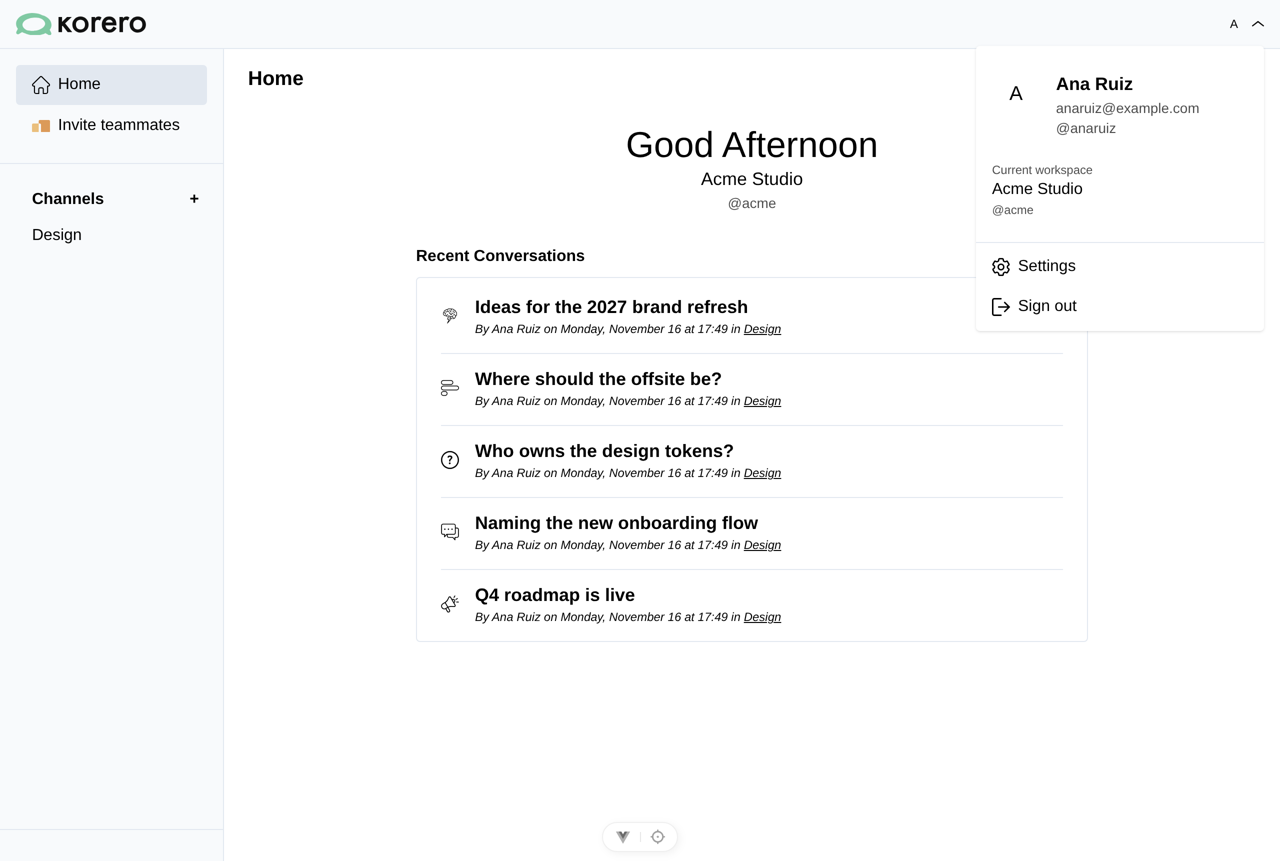 korero
A
Home
Invite teammates
Channels +
Design
Home
Good Afternoon
Acme Studio
@acme
Recent Conversations
Ideas for the 2027 brand refresh
By Ana Ruiz on Monday, November 16 at 17:49 in Design
Where should the offsite be?
By Ana Ruiz on Monday, November 16 at 17:49 in Design
Who owns the design tokens?
By Ana Ruiz on Monday, November 16 at 17:49 in Design
Naming the new onboarding flow
By Ana Ruiz on Monday, November 16 at 17:49 in Design
Q4 roadmap is live
By Ana Ruiz on Monday, November 16 at 17:49 in Design
A
Ana Ruiz
anaruiz@example.com
@anaruiz
Current workspace
Acme Studio
@acme
Settings
Sign out